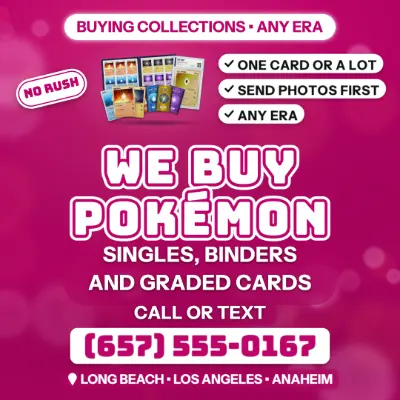 BUYING COLLECTIONS ▪ ANY ERA
NO RUSH
✓ ONE CARD OR A LOT
✓ SEND PHOTOS FIRST
✓ ANY ERA
WE BUY
POKÉMON
SINGLES, BINDERS
AND GRADED CARDS
CALL OR TEXT
(657) 555-0167
LONG BEACH ▪ LOS ANGELES ▪ ANAHEIM